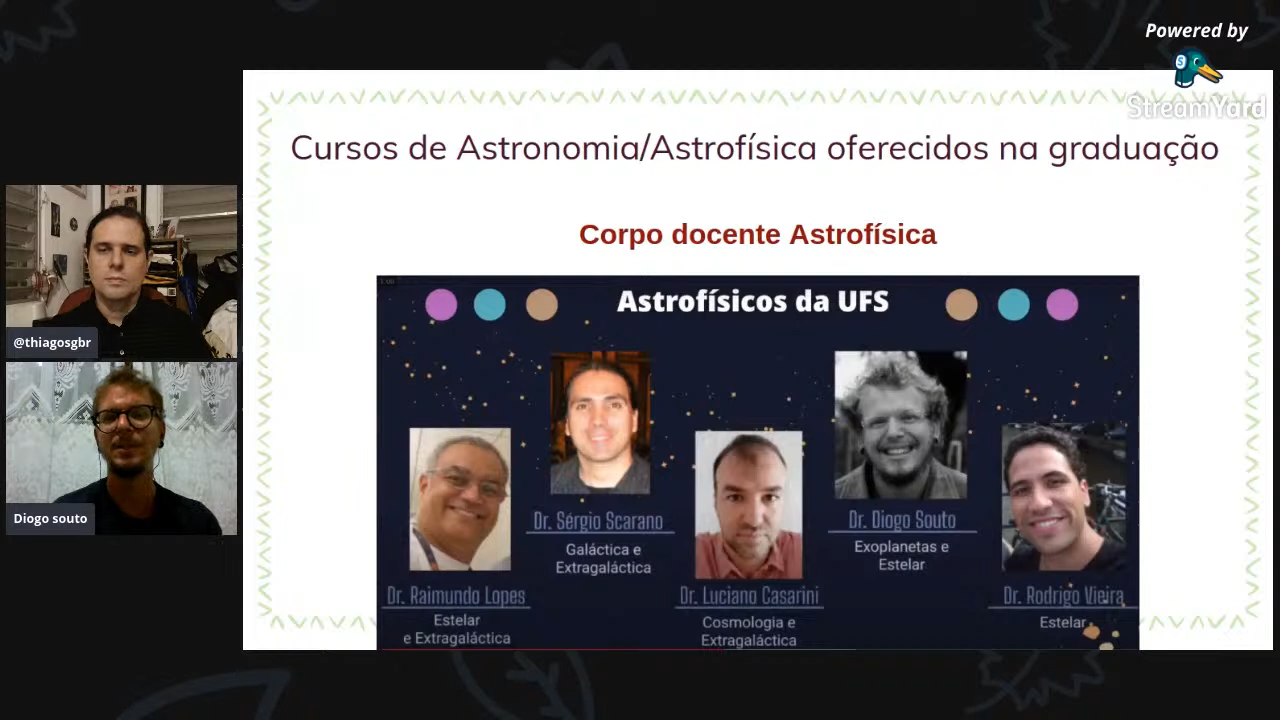 Powered by
StreamYard
Cursos de Astronomia/Astrofísica oferecidos na graduação
Corpo docente Astrofísica
Astrofísicos da UFS
@thiagosgbr
Diogo souto
Dr. Raimundo Lopes
Estelar
e Extragaláctica
Dr. Sérgio Scarano
Galáctica e
Extragaláctica
Dr. Luciano Casarini
Cosmologia e
Extragaláctica
Dr. Diogo Souto
Exoplanetas e
Estelar
Dr. Rodrigo Vieira
Estelar